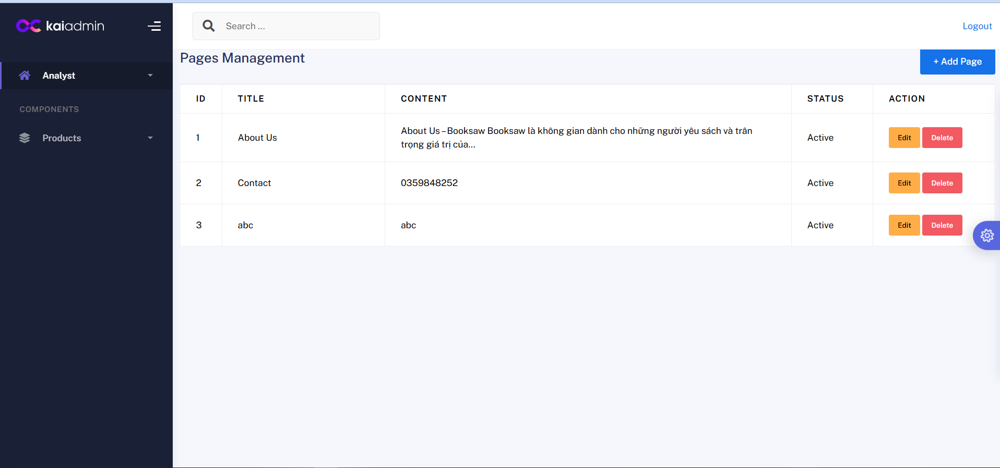 kaiadmin
Search ...
Logout
Analyst
COMPONENTS
Products
Pages Management
+ Add Page
ID TITLE CONTENT STATUS ACTION
1 About Us About Us – Booksaw Booksaw là không gian dành cho những người yêu sách và trân Active Edit Delete
trọng giá trị của...
2 Contact 0359848252 Active Edit Delete
3 abc abc Active Edit Delete